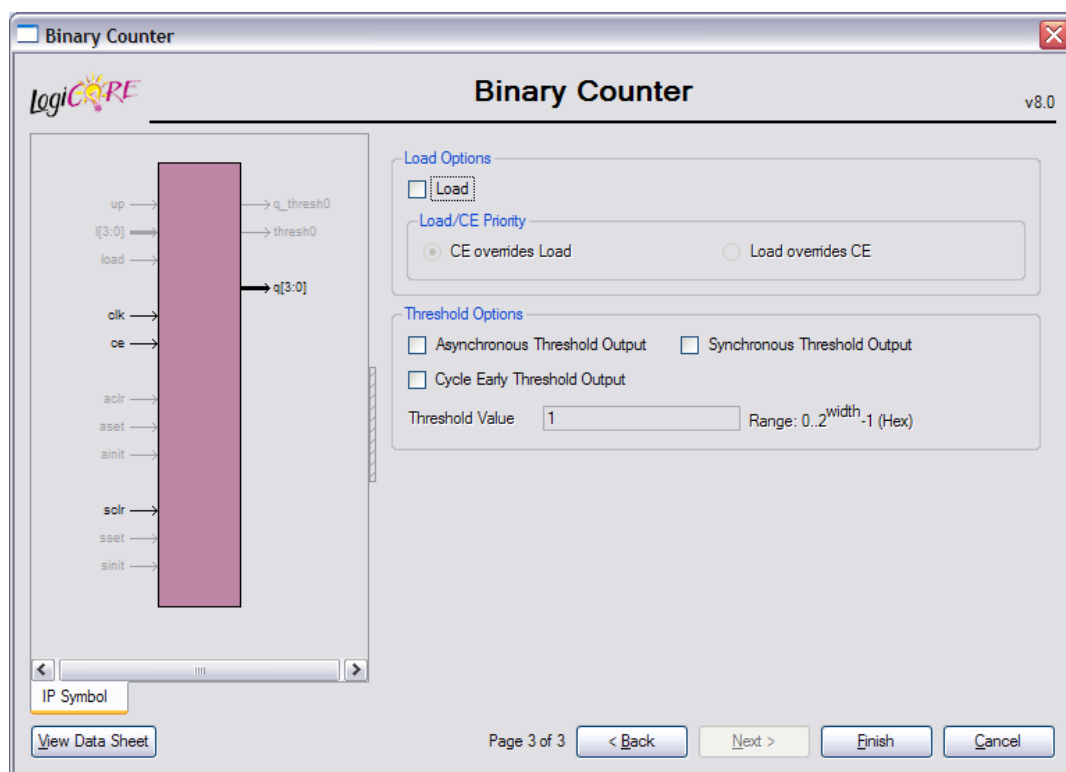 Binary Counter
LogiCORE
Binary Counter
v8.0
up
l[3:0]
load
clk
ce
aclr
aset
ainit
sclr
sset
sinit
q_thresh0
thresh0
q[3:0]
IP Symbol
Load Options
Load
Load/CE Priority
CE overrides Load Load overrides CE
Threshold Options
Asynchronous Threshold Output Synchronous Threshold Output
Cycle Early Threshold Output
Threshold Value 1 Range: 0..2^width-1 (Hex)
View Data Sheet Page 3 of 3 < Back Next > Finish Cancel